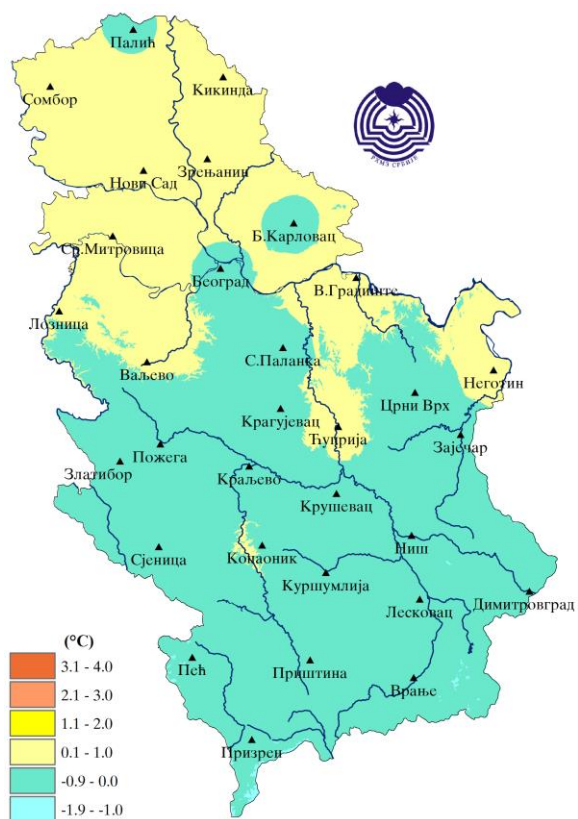 Палић
Сомбор
Кикинда
Зрењанин
Нови Сад
РХМЗ СРБИЈЕ
Ср.Митровица
Б.Карловац
Београд
В.Градиште
Лозница
С.Паланка
Ваљево
Неготин
Црни Врх
Крагујевац
Ћуприја
Зајечар
Пожега
Златибор
Краљево
Крушевац
Ниш
Сјеница
Копаоник
Куршумлија
Лесковац
Димитровград
(°C)
3.1 - 4.0
2.1 - 3.0
1.1 - 2.0
0.1 - 1.0
-0.9 - 0.0
-1.9 - -1.0
Пећ
Приштина
Врање
Призрен